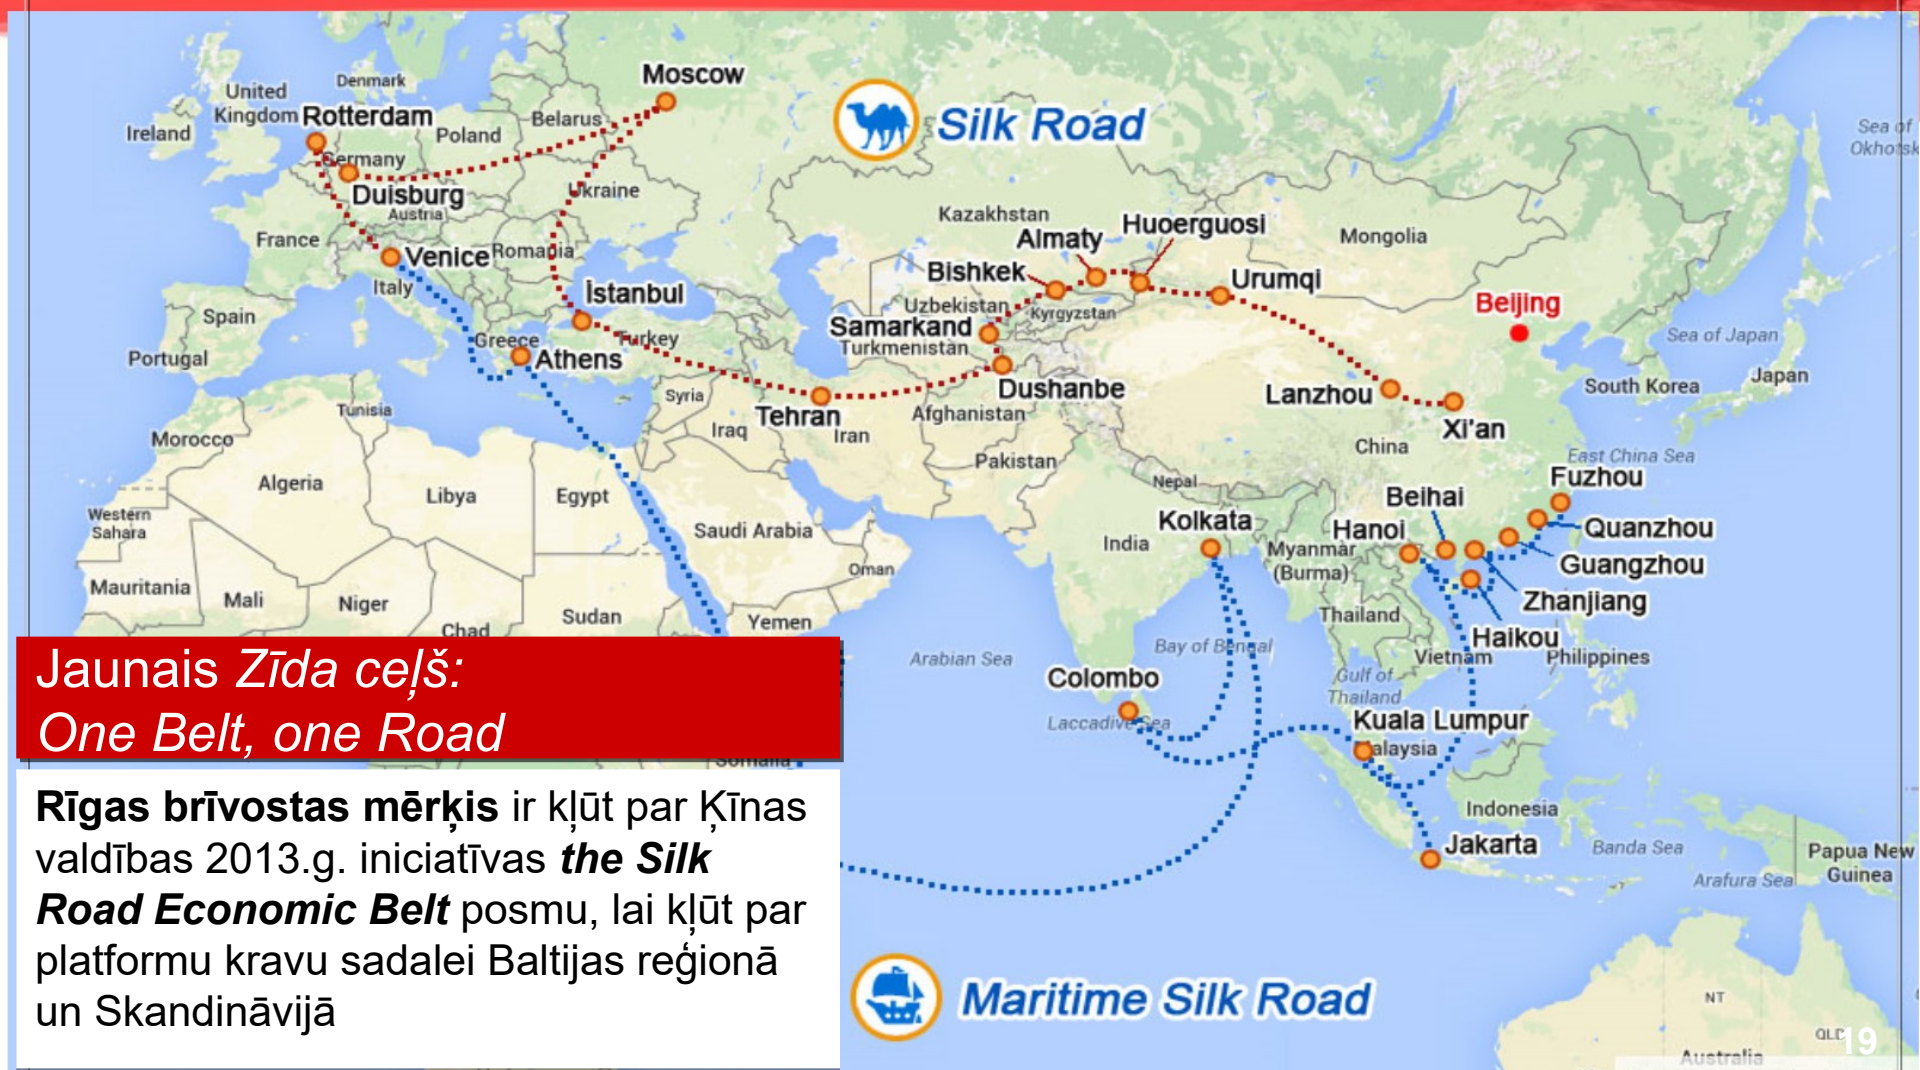 Moscow
Denmark
United
Kingdom
Rotterdam
Ireland
Poland
Belarus
Silk Road
Sea of
Okhotsk
Germany
Duisburg
Ukraine
Austria
Kazakhstan
Huoerguosi
France
Almaty
Mongolia
Venice
Romania
Bishkek
Urumqi
Italy
İstanbul
Uzbekistan
Kyrgyzstan
Beijing
Spain
Samarkand
Greece
Turkey
Turkmenistan
Sea of Japan
Portugal
Athens
Dushanbe
Lanzhou
South Korea
Japan
Syria
Tunisia
Tehran
Afghanistan
Xi'an
Morocco
Iraq
Iran
China
Pakistan
East China Sea
Algeria
Libya
Egypt
Nepal
Beihai
Fuzhou
Western
Sahara
Saudi Arabia
Kolkata
Hanoi
Quanzhou
India
Myanmar
(Burma)
Guangzhou
Oman
Mauritania
Mali
Niger
Zhanjiang
Chad
Sudan
Yemen
Thailand
Haikou
Arabian Sea
Bay of Bengal
Vietnam
Philippines
Colombo
Gulf of
Thailand
Laccadive Sea
Kuala Lumpur
Malaysia
Somalia
Jaunais Zīda ceļš:
One Belt, one Road
Rīgas brīvostas mērķis ir kļūt par Ķīnas
valdības 2013.g. iniciatīvas the Silk
Road Economic Belt posmu, lai kļūt par
platformu kravu sadalei Baltijas reģionā
un Skandināvijā
Indonesia
Jakarta
Banda Sea
Papua New
Guinea
Arafura Sea
Maritime Silk Road
NT
QLD
19
Australia